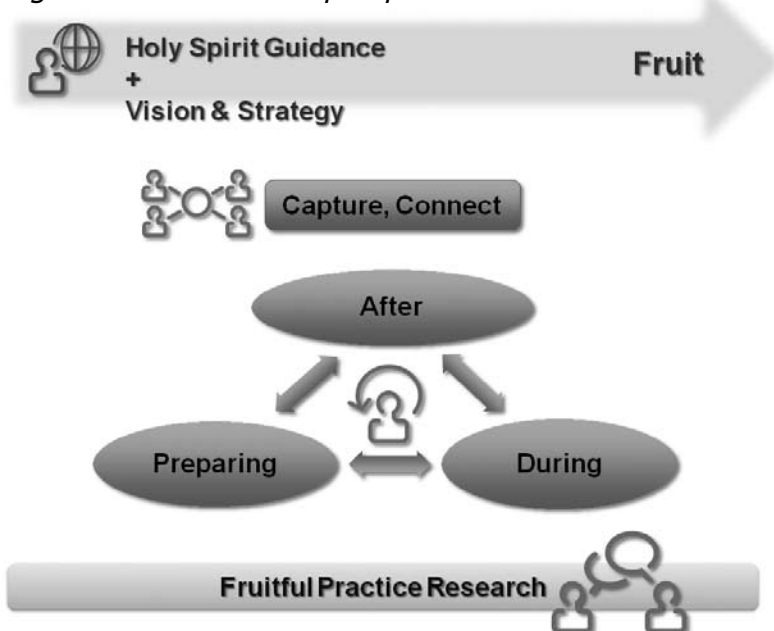 Holy Spirit Guidance
+
Vision & Strategy
Fruit
Capture, Connect
After
Preparing
During
Fruitful Practice Research